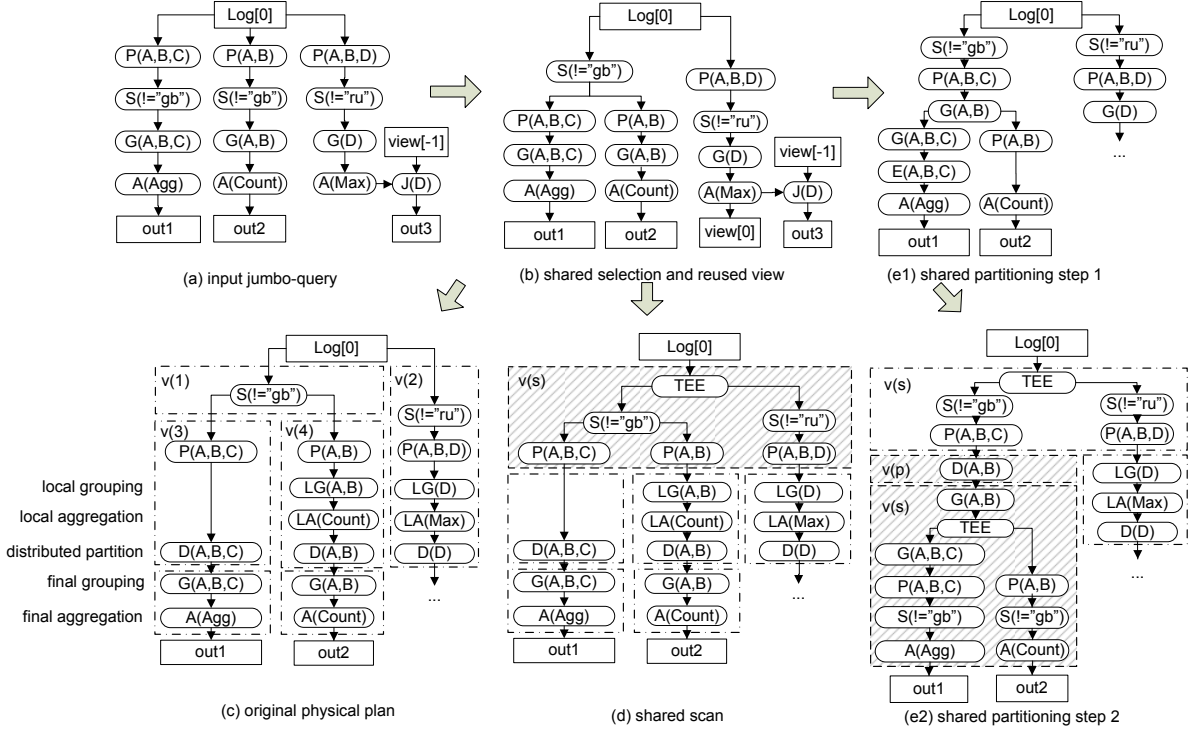 Log[0]
P(A,B,C) P(A,B) P(A,B,D)
S(!="gb") S(!="gb") S(!="ru")
G(A,B,C) G(A,B) G(D) view[-1]
A(Agg) A(Count) A(Max) J(D)
out1 out2 out3
(a) input jumbo-query
Log[0]
S(!="gb") P(A,B,D)
P(A,B,C) P(A,B) S(!="ru")
G(A,B,C) G(A,B) G(D) view[-1]
A(Agg) A(Count) A(Max) J(D)
out1 out2 view[0] out3
(b) shared selection and reused view
Log[0]
S(!="gb") S(!="ru")
P(A,B,C) P(A,B,D)
G(A,B) G(D)
G(A,B,C) P(A,B) ...
E(A,B,C)
A(Agg) A(Count)
out1 out2
(e1) shared partitioning step 1
Log[0]
v(1) v(2)
S(!="gb") S(!="ru")
v(3) v(4)
P(A,B,C) P(A,B) P(A,B,D)
local grouping LG(A,B) LG(D)
local aggregation LA(Count) LA(Max)
distributed partition D(A,B,C) D(A,B) D(D)
final grouping G(A,B,C) G(A,B) ...
final aggregation A(Agg) A(Count)
out1 out2
(c) original physical plan
Log[0]
v(s) TEE
S(!="gb") S(!="ru")
P(A,B,C) P(A,B) P(A,B,D)
LG(A,B) LG(D)
LA(Count) LA(Max)
D(A,B,C) D(A,B) D(D)
G(A,B,C) G(A,B) ...
A(Agg) A(Count)
out1 out2
(d) shared scan
Log[0]
v(s) TEE
S(!="gb") S(!="ru")
P(A,B,C) P(A,B,D)
v(p) D(A,B) LG(D)
v(s) G(A,B) LA(Max)
TEE D(D)
G(A,B,C) ...
P(A,B,C) P(A,B)
S(!="gb") S(!="gb")
A(Agg) A(Count)
out1 out2
(e2) shared partitioning step 2